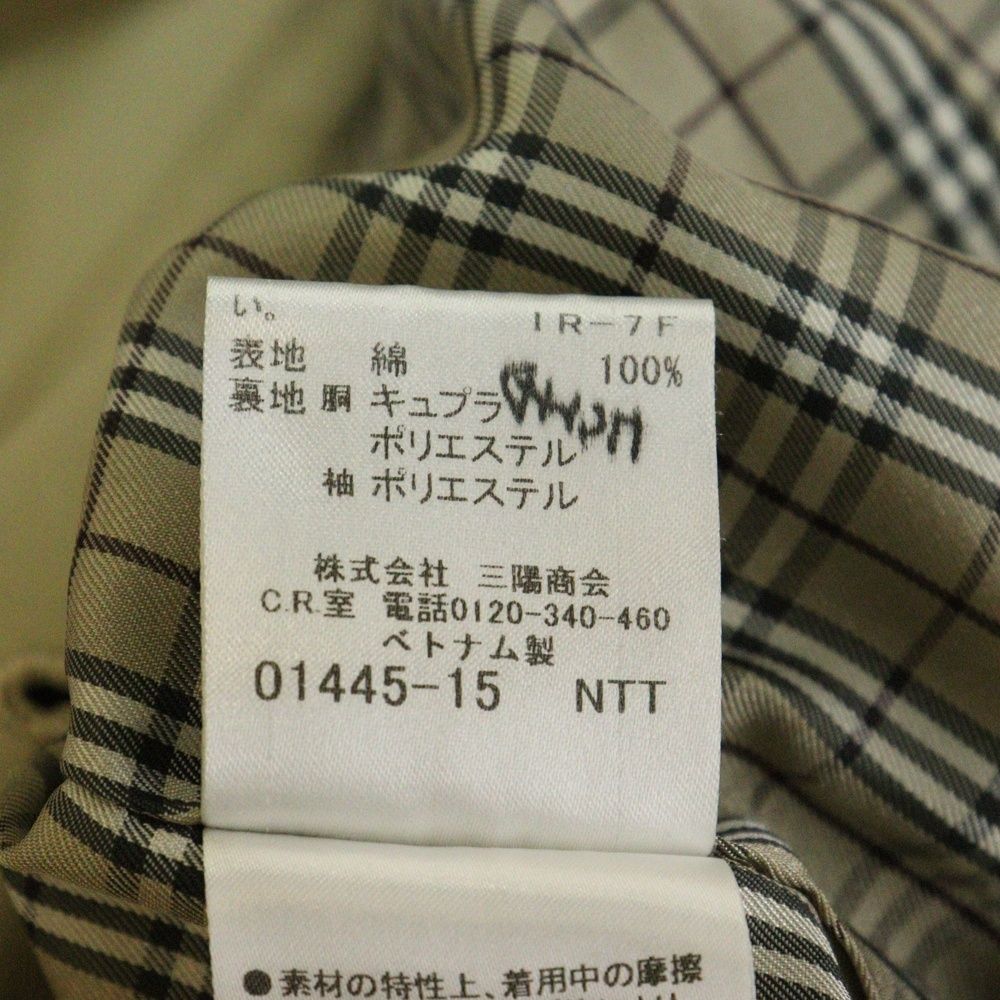 い。 IR-7F
表地 綿 100%
裏地 胴 キュプラ
ポリエステル
袖 ポリエステル
株式会社 三陽商会
C.R.室 電話0120-340-460
ベトナム製
01445-15 NTT
●素材の特性上、着用中の摩擦